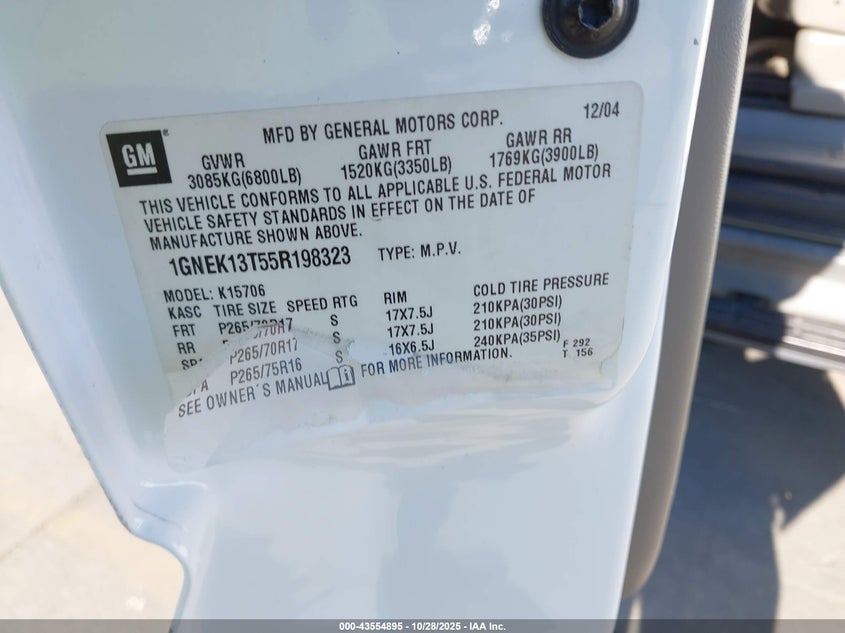 MFD BY GENERAL MOTORS CORP. 12/04
GM ®
GVWR GAWR FRT GAWR RR
3085KG(6800LB) 1520KG(3350LB) 1769KG(3900LB)
THIS VEHICLE CONFORMS TO ALL APPLICABLE U.S. FEDERAL MOTOR
VEHICLE SAFETY STANDARDS IN EFFECT ON THE DATE OF
MANUFACTURE SHOWN ABOVE.
1GNEK13T55R198323 TYPE: M.P.V.
MODEL: K15706
KASC TIRE SIZE SPEED RTG RIM COLD TIRE PRESSURE
FRT P265/70R17 S 17X7.5J 210KPA(30PSI)
RR P265/70R17 S 17X7.5J 210KPA(30PSI)
P265/75R16 S 16X6.5J 240KPA(35PSI)
F 292
T 156
SEE OWNER'S MANUAL FOR MORE INFORMATION.
000-43554895 | 10/28/2025 | IAA Inc.